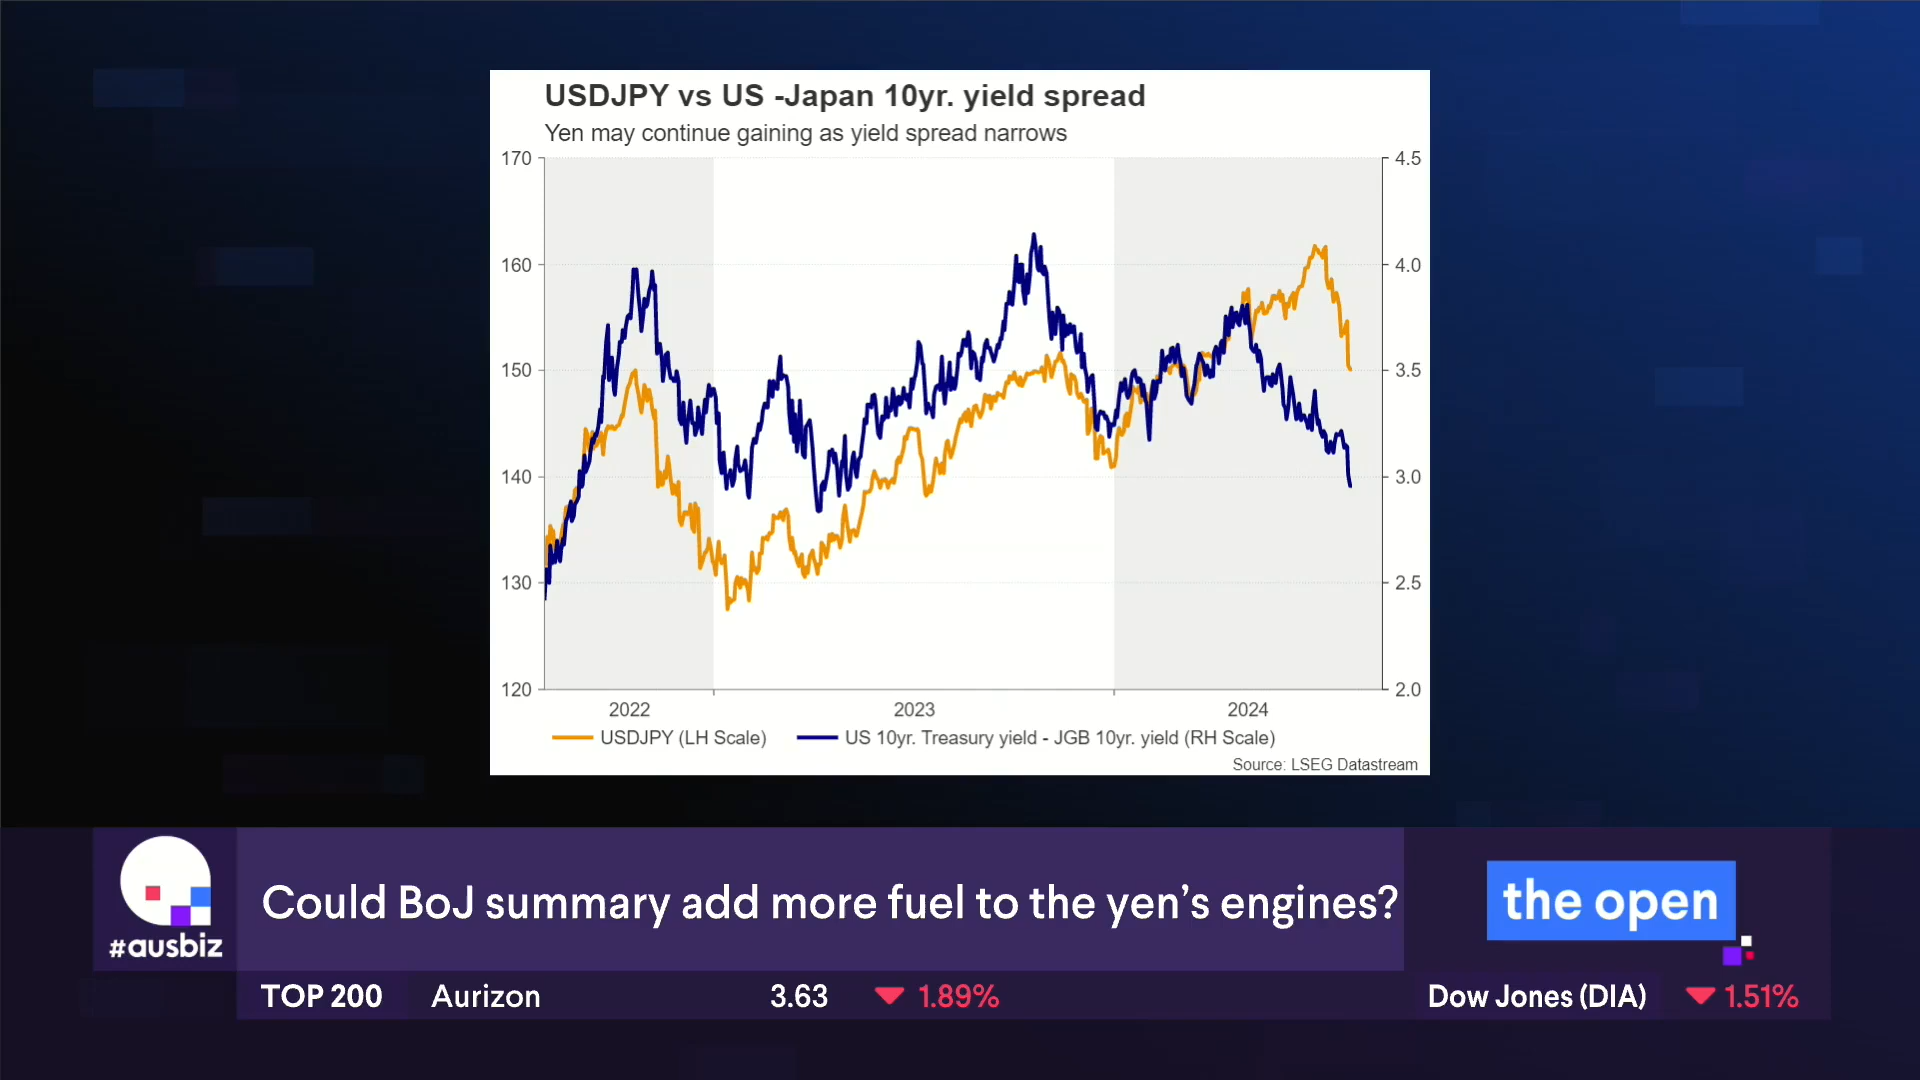 USDJPY vs US -Japan 10yr. yield spread
Yen may continue gaining as yield spread narrows
170 4.5
160 4.0
150 3.5
140 3.0
130 2.5
120 2.0
2022 2023 2024
USDJPY (LH Scale) US 10yr. Treasury yield - JGB 10yr. yield (RH Scale)
Source: LSEG Datastream
Could BoJ summary add more fuel to the yen's engines?
the open
#ausbiz
TOP 200 Aurizon 3.63 1.89% Dow Jones (DIA) 1.51%